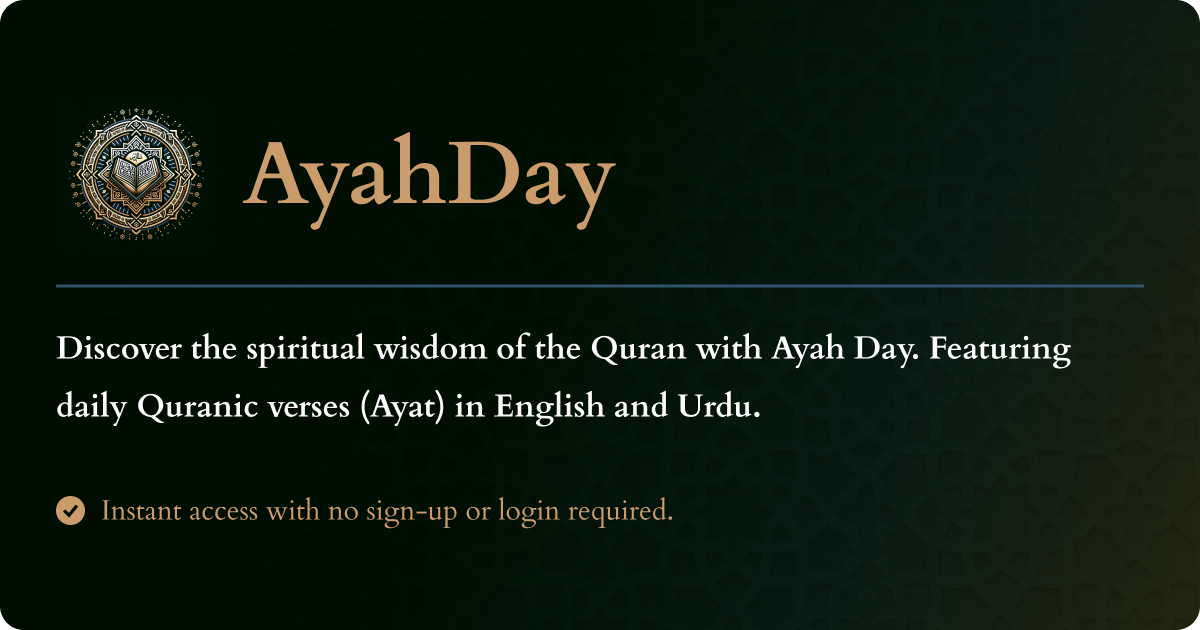 AyahDay
Discover the spiritual wisdom of the Quran with Ayah Day. Featuring
daily Quranic verses (Ayat) in English and Urdu.
Instant access with no sign-up or login required.